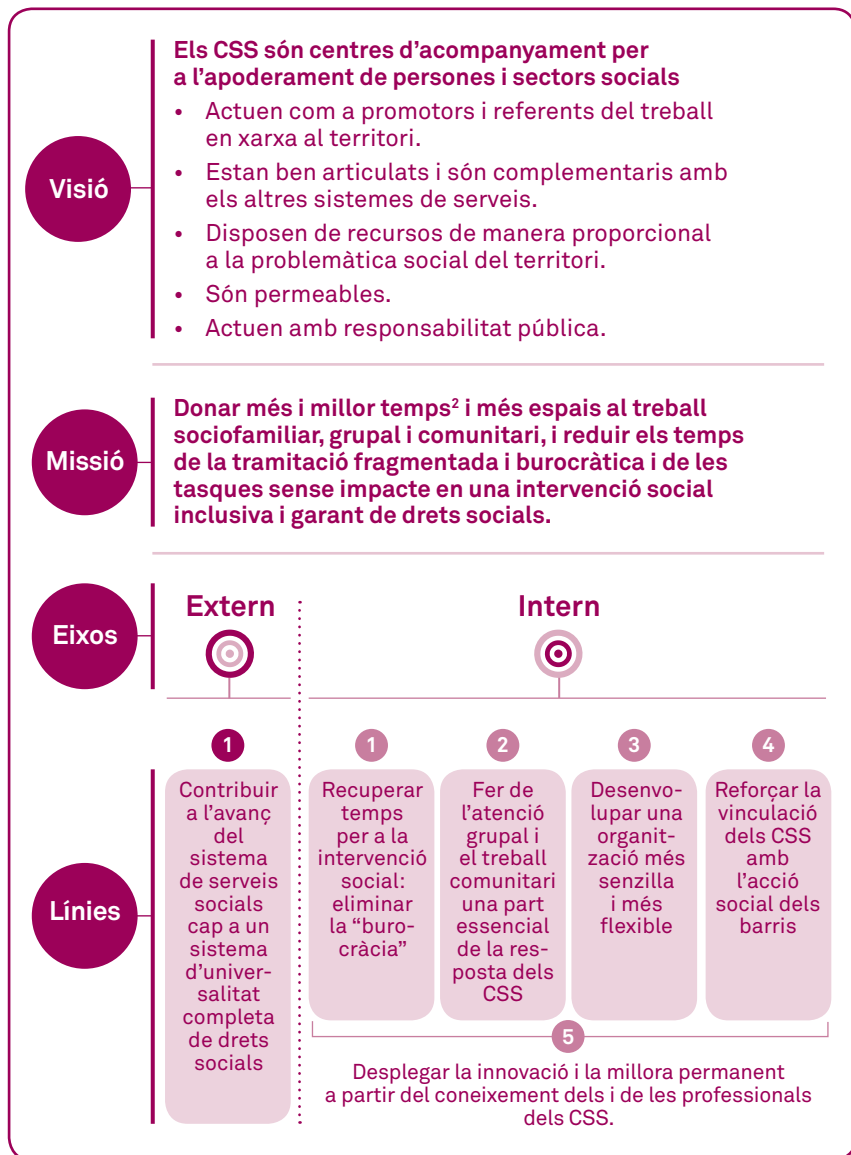 Visió
Els CSS són centres d’acompanyament per
a l’apoderament de persones i sectors socials
• Actuen com a promotors i referents del treball
en xarxa al territori.
• Estan ben articulats i són complementaris amb
els altres sistemes de serveis.
• Disposen de recursos de manera proporcional
a la problemàtica social del territori.
• Són permeables.
• Actuen amb responsabilitat pública.
Missió
Donar més i millor temps² i més espais al treball
sociofamiliar, grupal i comunitari, i reduir els temps
de la tramitació fragmentada i burocràtica i de les
tasques sense impacte en una intervenció social
inclusiva i garant de drets socials.
Eixos
Extern
Intern
Línies
1
Contribuir
a l’avanç
del
sistema
de serveis
socials
cap a un
sistema
d’univer-
salitat
completa
de drets
socials
1
Recuperar
temps
per a la
intervenció
social:
eliminar
la “buro-
cràcia”
2
Fer de
l’atenció
grupal i
el treball
comunitari
una part
essencial
de la res-
posta dels
CSS
3
Desenvo-
lupar una
organit-
zació més
senzilla
i més
flexible
4
Reforçar la
vinculació
dels CSS
amb
l’acció
social dels
barris
5
Desplegar la innovació i la millora permanent
a partir del coneixement dels i de les professionals
dels CSS.